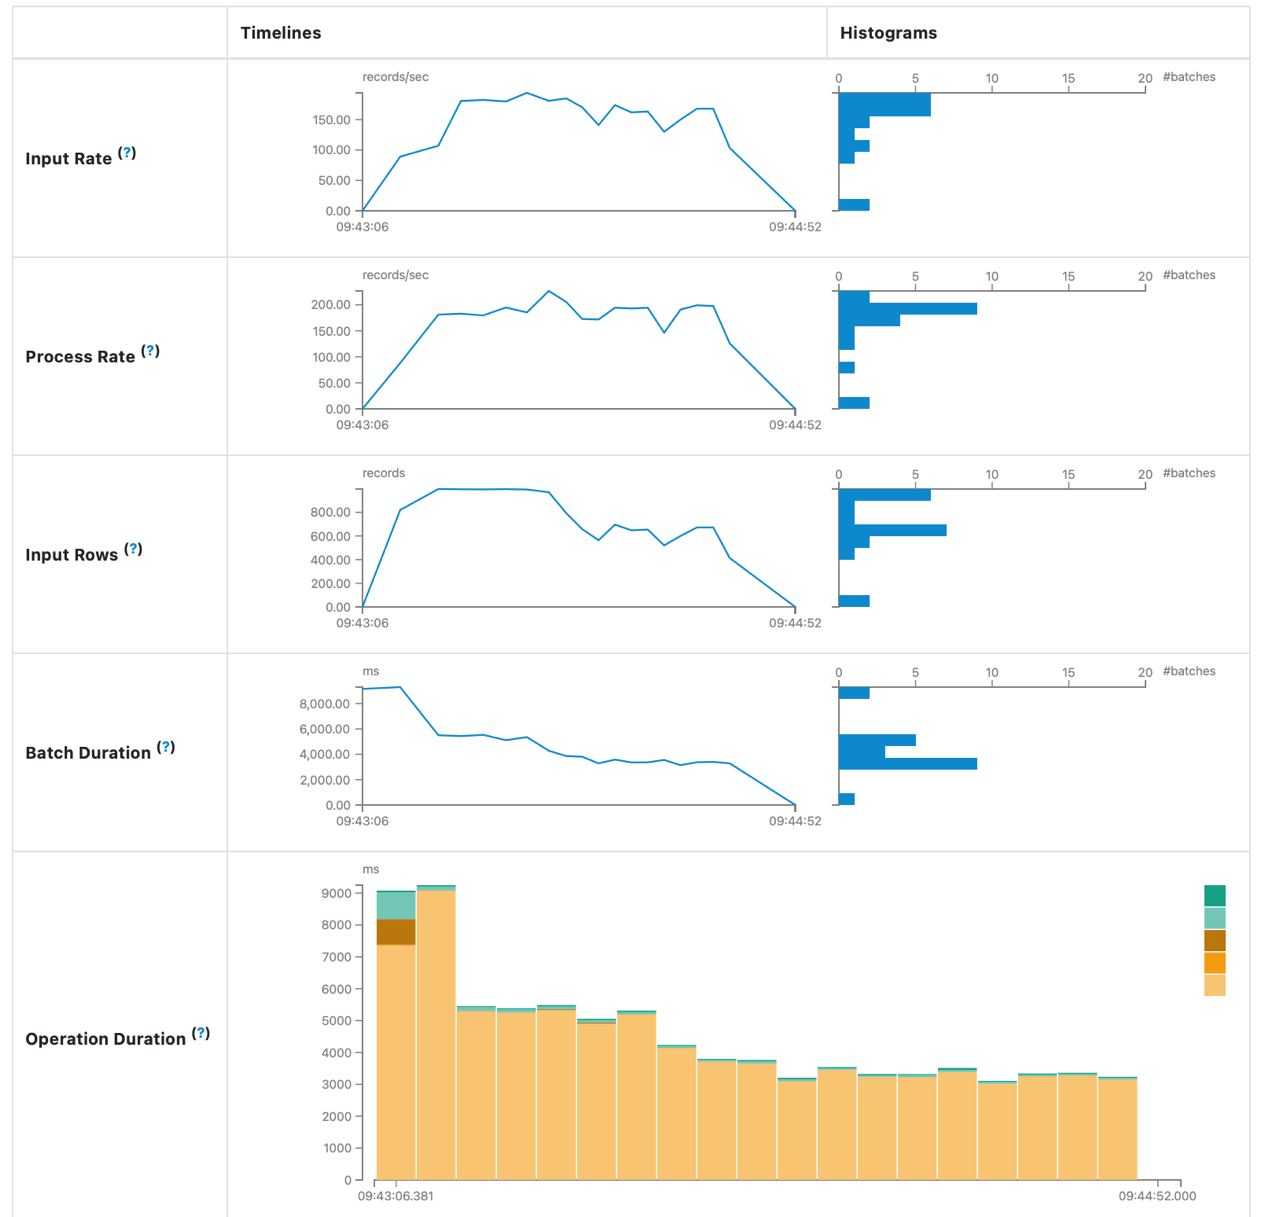 Timelines Histograms
Input Rate (?)
records/sec
150.00
100.00
50.00
0.00
09:43:06 09:44:52
0 5 10 15 20 #batches
Process Rate (?)
records/sec
200.00
150.00
100.00
50.00
0.00
09:43:06 09:44:52
0 5 10 15 20 #batches
Input Rows (?)
records
800.00
600.00
400.00
200.00
0.00
09:43:06 09:44:52
0 5 10 15 20 #batches
Batch Duration (?)
ms
8,000.00
6,000.00
4,000.00
2,000.00
0.00
09:43:06 09:44:52
0 5 10 15 20 #batches
Operation Duration (?)
ms
9000
8000
7000
6000
5000
4000
3000
2000
1000
0
09:43:06.381 09:44:52.000